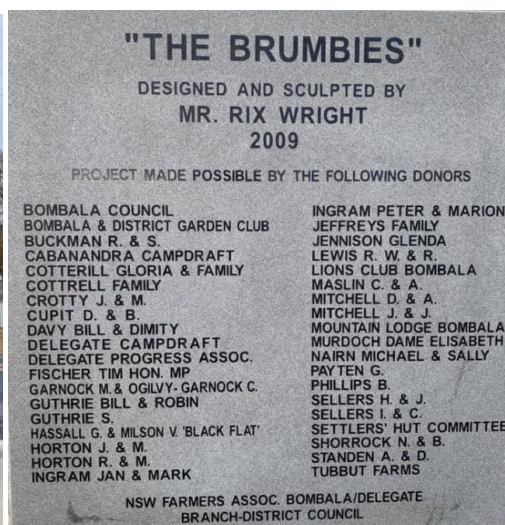 "THE BRUMBIES"
DESIGNED AND SCULPTED BY
MR. RIX WRIGHT
2009
PROJECT MADE POSSIBLE BY THE FOLLOWING DONORS
BOMBALA COUNCIL
BOMBALA & DISTRICT GARDEN CLUB
BUCKMAN R. & S.
CABANANDRA CAMPDRAFT
COTTERILL GLORIA & FAMILY
COTTRELL FAMILY
CROTTY J. & M.
CUPIT D. & B.
DAVY BILL & DIMITY
DELEGATE CAMPDRAFT
DELEGATE PROGRESS ASSOC.
FISCHER TIM HON. MP
GARNOCK M. & OGILVY-GARNOCK C.
GUTHRIE BILL & ROBIN
GUTHRIE S.
HASSALL G. & MILSON V. 'BLACK FLAT'
HORTON J. & M.
HORTON R. & M.
INGRAM JAN & MARK
INGRAM PETER & MARION
JEFFREYS FAMILY
JENNISON GLENDA
LEWIS R. W. & R.
LIONS CLUB BOMBALA
MASLIN C. & A.
MITCHELL D. & A.
MITCHELL J. & J.
MOUNTAIN LODGE BOMBALA
MURDOCH DAME ELISABETH
NAIRN MICHAEL & SALLY
PAYTEN G.
PHILLIPS B.
SELLERS H. & J.
SELLERS I. & C.
SETTLERS' HUT COMMITTEE
SHORROCK N. & B.
STANDEN A. & D.
TUBBUT FARMS
NSW FARMERS ASSOC. BOMBALA/DELEGATE
BRANCH-DISTRICT COUNCIL